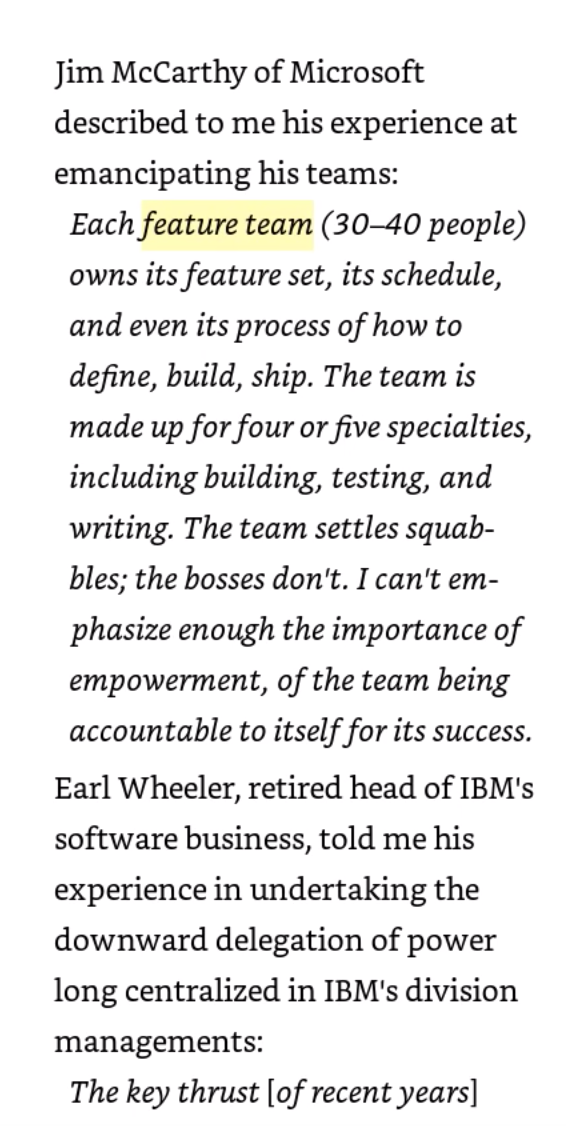 Jim McCarthy of Microsoft
described to me his experience at
emancipating his teams:
Each feature team (30–40 people)
owns its feature set, its schedule,
and even its process of how to
define, build, ship. The team is
made up for four or five specialties,
including building, testing, and
writing. The team settles squab-
bles; the bosses don't. I can't em-
phasize enough the importance of
empowerment, of the team being
accountable to itself for its success.
Earl Wheeler, retired head of IBM's
software business, told me his
experience in undertaking the
downward delegation of power
long centralized in IBM's division
managements:
The key thrust [of recent years]